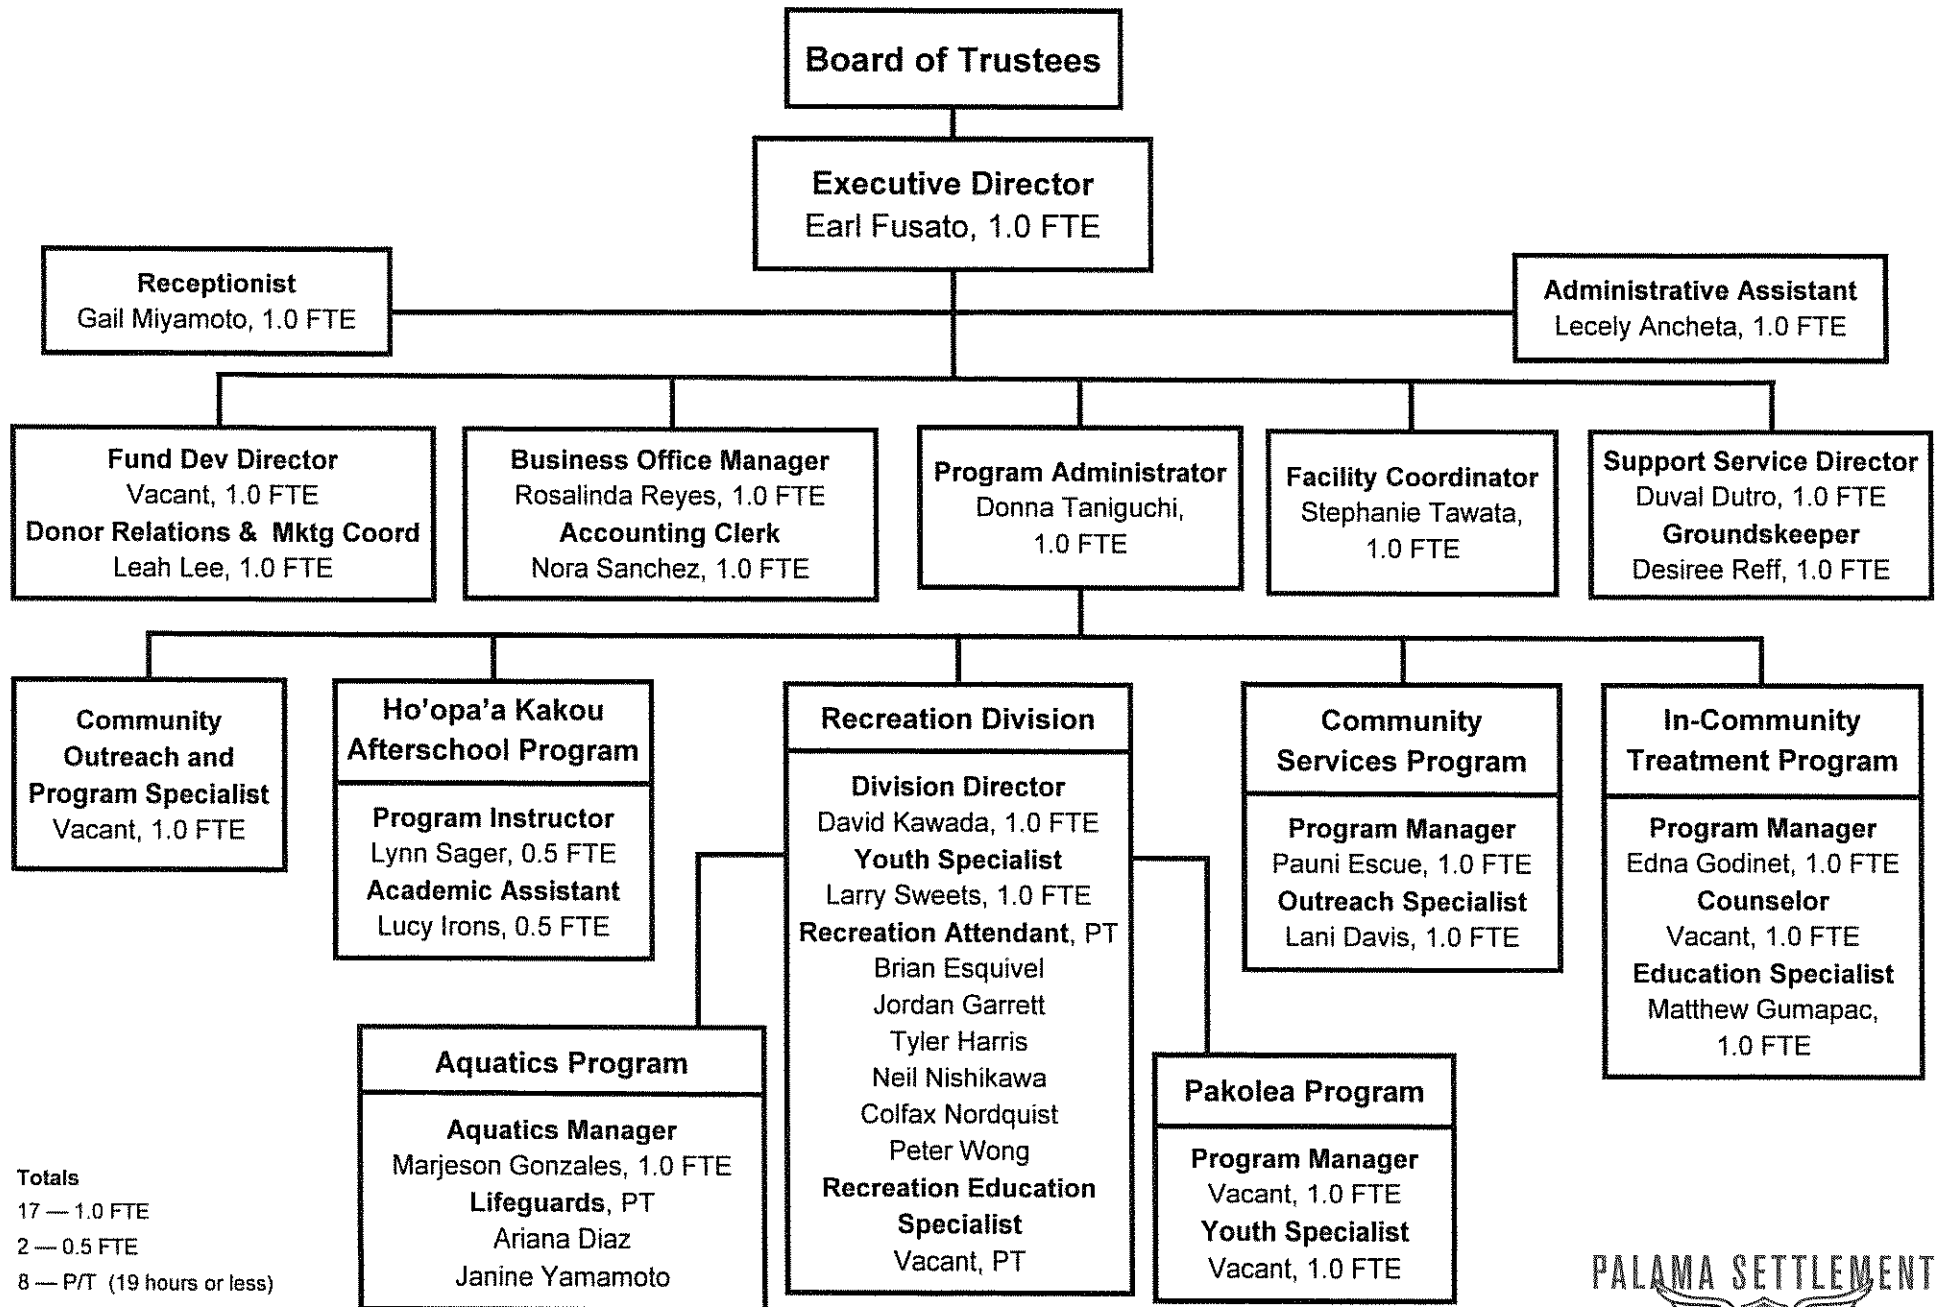 Board of Trustees
Executive Director
Earl Fusato, 1.0 FTE
Receptionist
Gail Miyamoto, 1.0 FTE
Administrative Assistant
Lecely Ancheta, 1.0 FTE
Fund Dev Director
Vacant, 1.0 FTE
Donor Relations & Mktg Coord
Leah Lee, 1.0 FTE
Business Office Manager
Rosalinda Reyes, 1.0 FTE
Accounting Clerk
Nora Sanchez, 1.0 FTE
Program Administrator
Donna Taniguchi,
1.0 FTE
Facility Coordinator
Stephanie Tawata,
1.0 FTE
Support Service Director
Duval Dutro, 1.0 FTE
Groundskeeper
Desiree Reff, 1.0 FTE
Community
Outreach and
Program Specialist
Vacant, 1.0 FTE
Ho'opa'a Kakou
Afterschool Program
Program Instructor
Lynn Sager, 0.5 FTE
Academic Assistant
Lucy Irons, 0.5 FTE
Recreation Division
Division Director
David Kawada, 1.0 FTE
Youth Specialist
Larry Sweets, 1.0 FTE
Recreation Attendant, PT
Brian Esquivel
Jordan Garrett
Tyler Harris
Neil Nishikawa
Colfax Nordquist
Peter Wong
Recreation Education
Specialist
Vacant, PT
Community
Services Program
Program Manager
Pauni Escue, 1.0 FTE
Outreach Specialist
Lani Davis, 1.0 FTE
In-Community
Treatment Program
Program Manager
Edna Godinet, 1.0 FTE
Counselor
Vacant, 1.0 FTE
Education Specialist
Matthew Gumapac,
1.0 FTE
Aquatics Program
Aquatics Manager
Marjeson Gonzales, 1.0 FTE
Lifeguards, PT
Ariana Diaz
Janine Yamamoto
Pakolea Program
Program Manager
Vacant, 1.0 FTE
Youth Specialist
Vacant, 1.0 FTE
Totals
17 — 1.0 FTE
2 — 0.5 FTE
8 — P/T (19 hours or less)
PALAMA SETTLEMENT